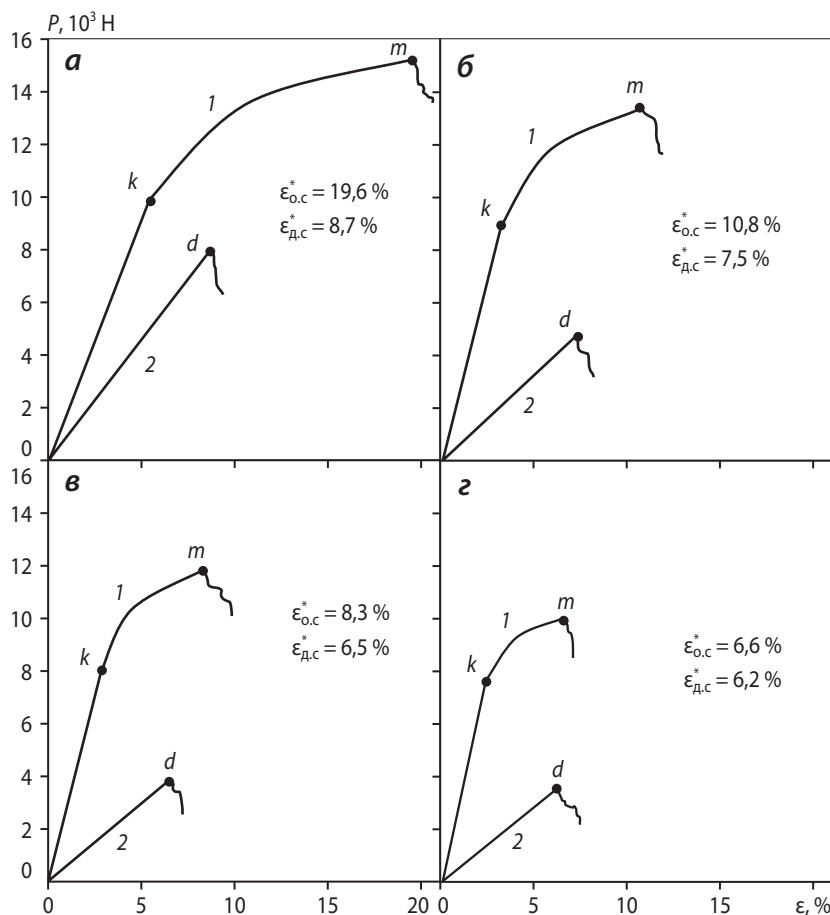 P, 10³ Н
16
14
12
10
8
6
4
2
0
а
m
1
k
ε*о.с = 19,6 %
ε*д.с = 8,7 %
d
2
б
m
1
k
ε*о.с = 10,8 %
ε*д.с = 7,5 %
d
2
16
14
12
10
8
6
4
2
0
в
m
1
k
ε*о.с = 8,3 %
ε*д.с = 6,5 %
d
2
г
m
1
k
ε*о.с = 6,6 %
ε*д.с = 6,2 %
d
2
0 5 10 15 20 5 10 15 ε, %